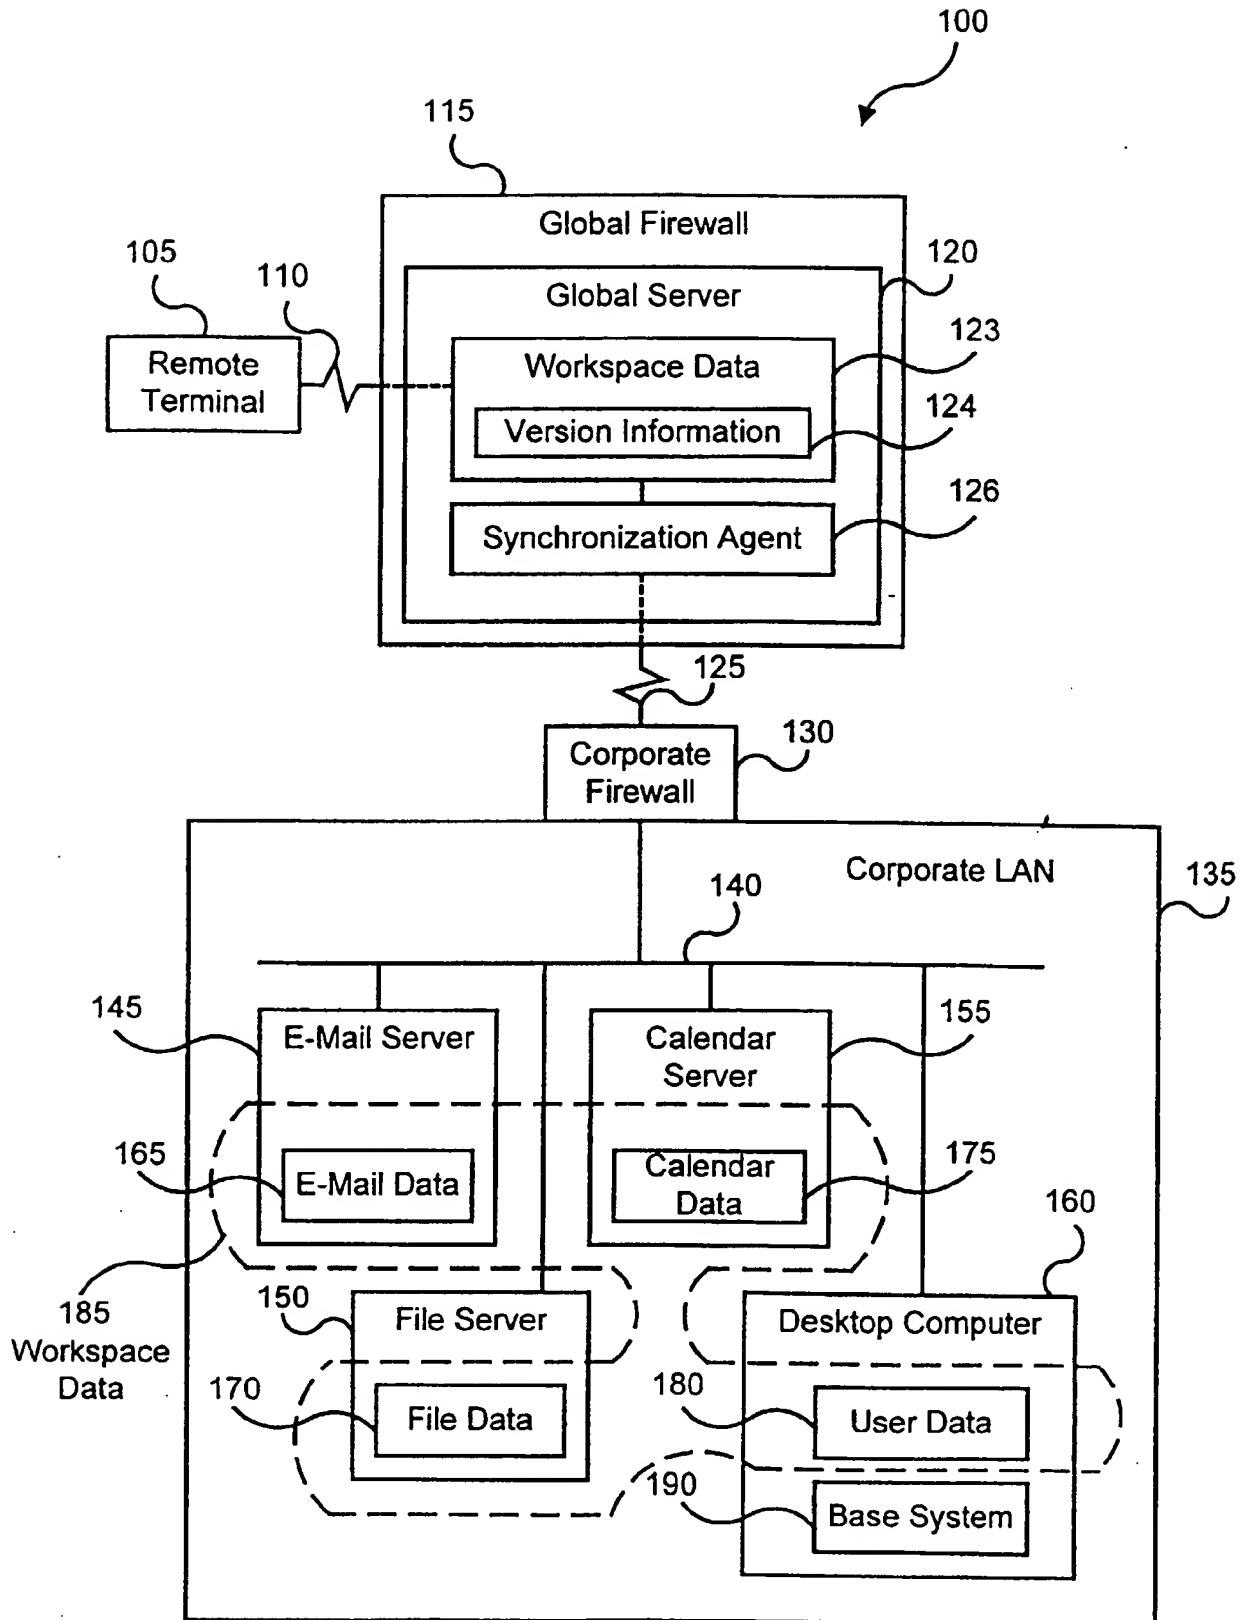 100
115
Global Firewall
105
110
120
Global Server
123
Remote
Terminal
Workspace Data
124
Version Information
126
Synchronization Agent
125
130
Corporate
Firewall
Corporate LAN
135
140
145
E-Mail Server
155
Calendar
Server
165
E-Mail Data
175
Calendar
Data
160
185
Workspace
Data
150
File Server
Desktop Computer
170
File Data
180
User Data
190
Base System